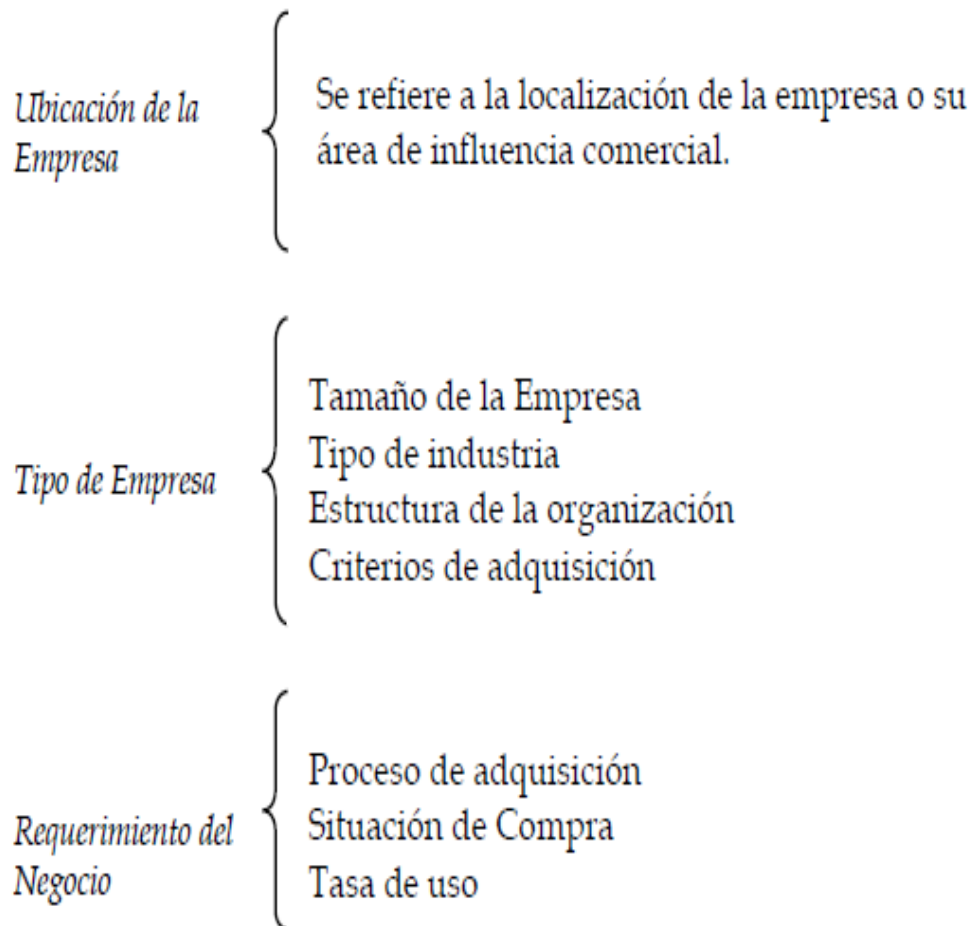 Ubicación de la
Empresa
Se refiere a la localización de la empresa o su
área de influencia comercial.
Tipo de Empresa
Tamaño de la Empresa
Tipo de industria
Estructura de la organización
Criterios de adquisición
Requerimiento del
Negocio
Proceso de adquisición
Situación de Compra
Tasa de uso